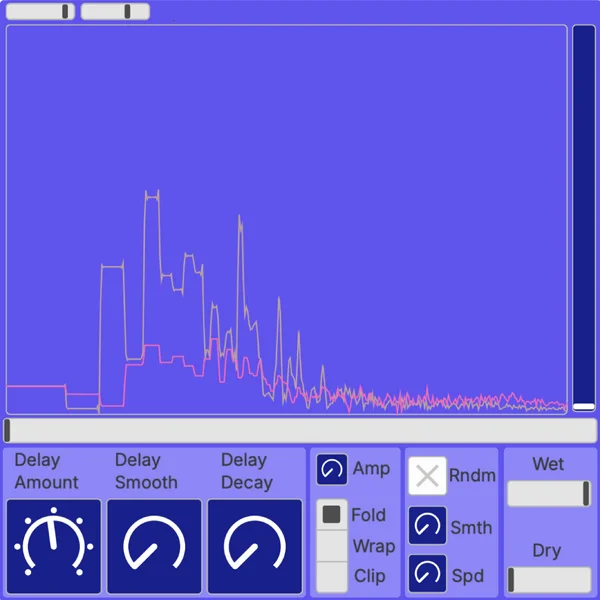 Delay
Amount
Delay
Smooth
Delay
Decay
Amp
Fold
Wrap
Clip
Rndm
Smth
Spd
Wet
Dry